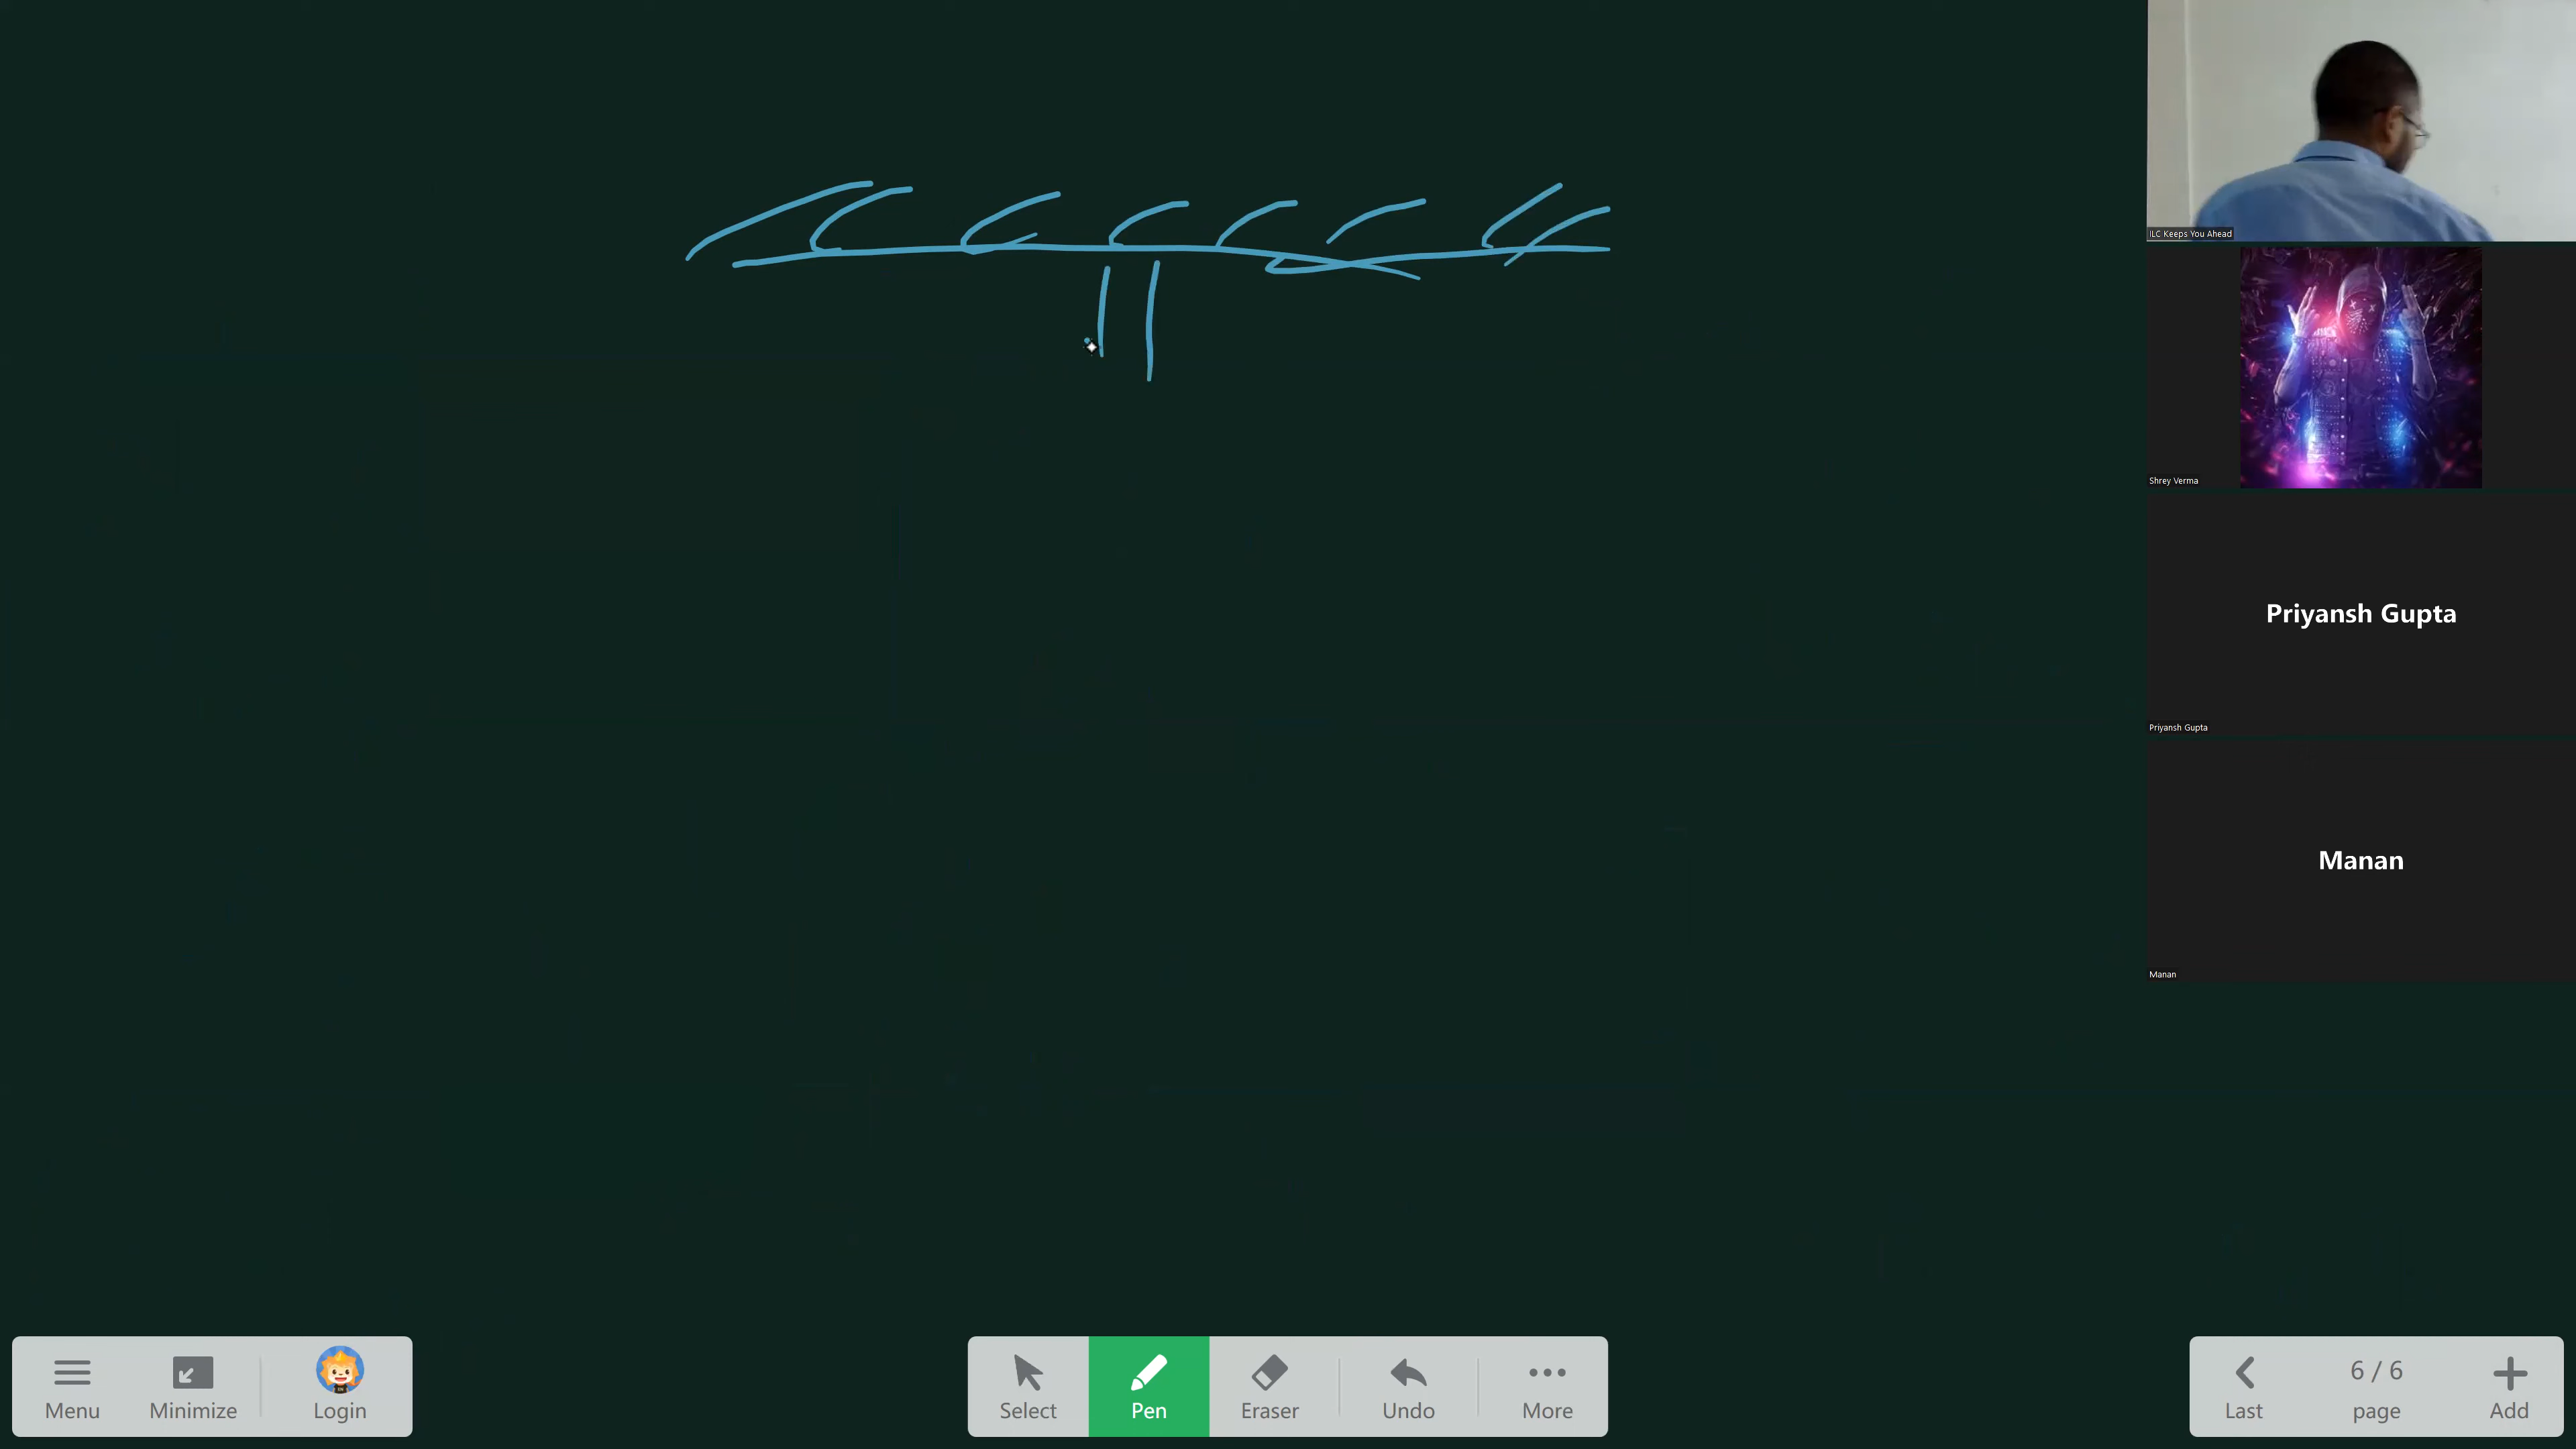 ILC Keeps You Ahead
Shrey Verma
Priyansh Gupta
Priyansh Gupta
Manan
Manan
Menu
Minimize
Login
Select
Pen
Eraser
Undo
More
Last
6 / 6
page
Add